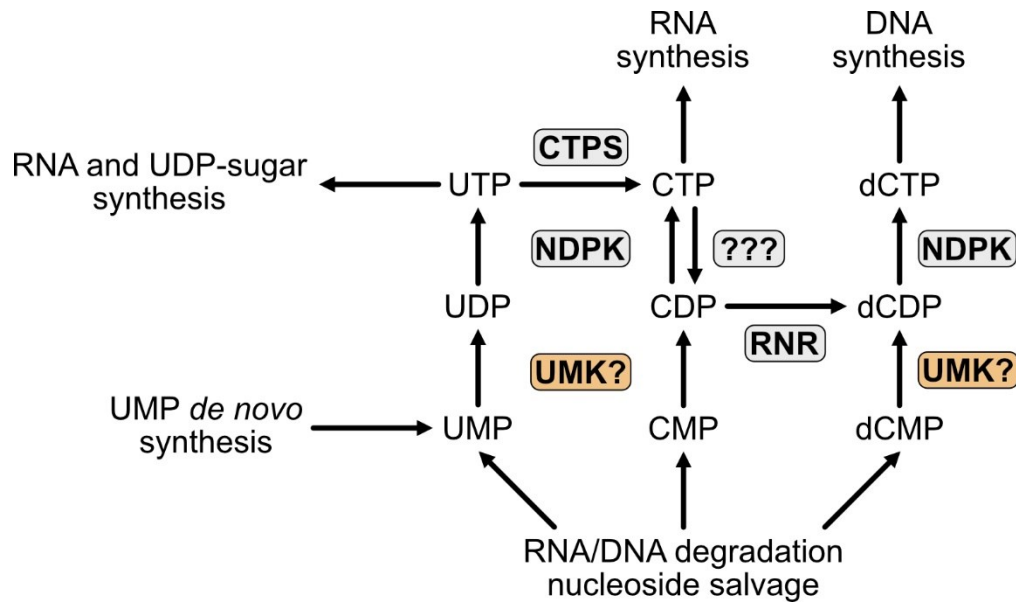 RNA
synthesis
DNA
synthesis
CTPS
RNA and UDP-sugar
synthesis
UTP
CTP
dCTP
NDPK
???
NDPK
UDP
CDP
dCDP
RNR
UMK?
UMK?
UMP de novo
synthesis
UMP
CMP
dCMP
RNA/DNA degradation
nucleoside salvage